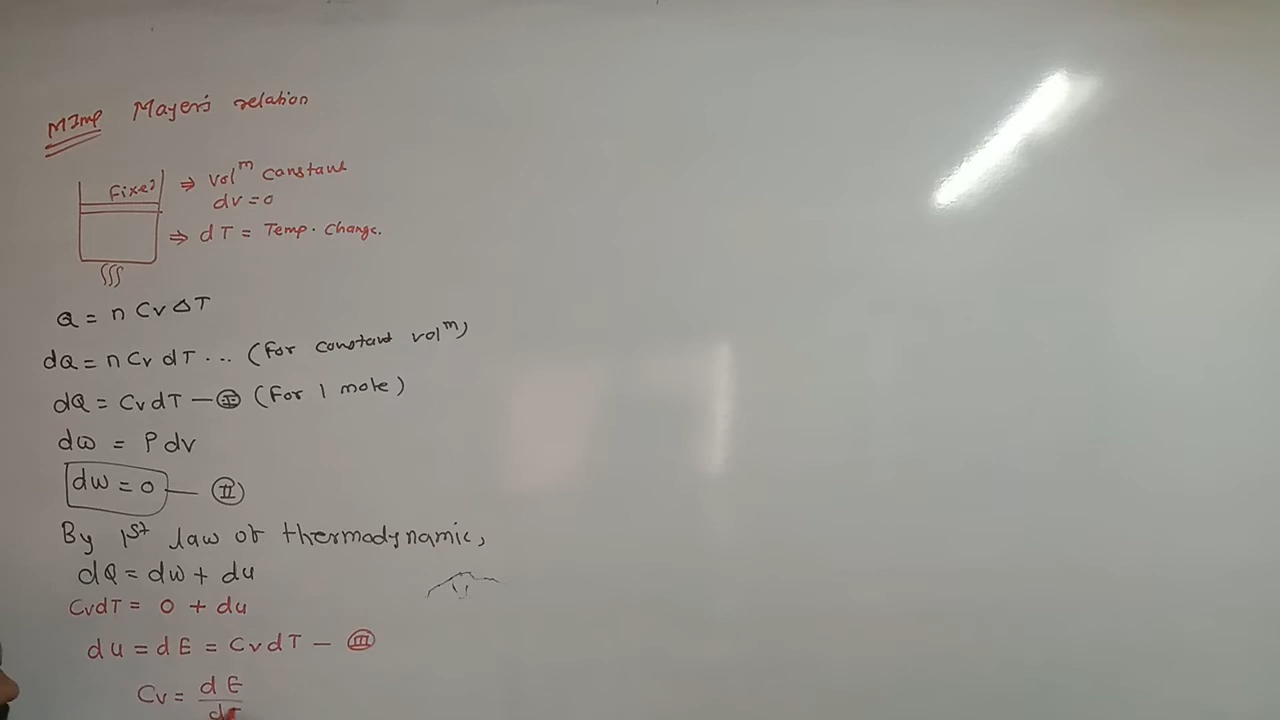 MImp Mayer's relation
Fixed ⇒ volᵐ constant
dv = 0
⇒ dT = Temp. Change.
Q = n Cv ΔT
dQ = n Cv dT ... (For constant volᵐ)
dQ = Cv dT — Ⅰ (For 1 mole)
dw = P dv
dw = 0 — Ⅱ
By 1st law of thermodynamic,
dQ = dw + du
CvdT = 0 + du
du = dE = CvdT — Ⅲ
Cv = dE/dT